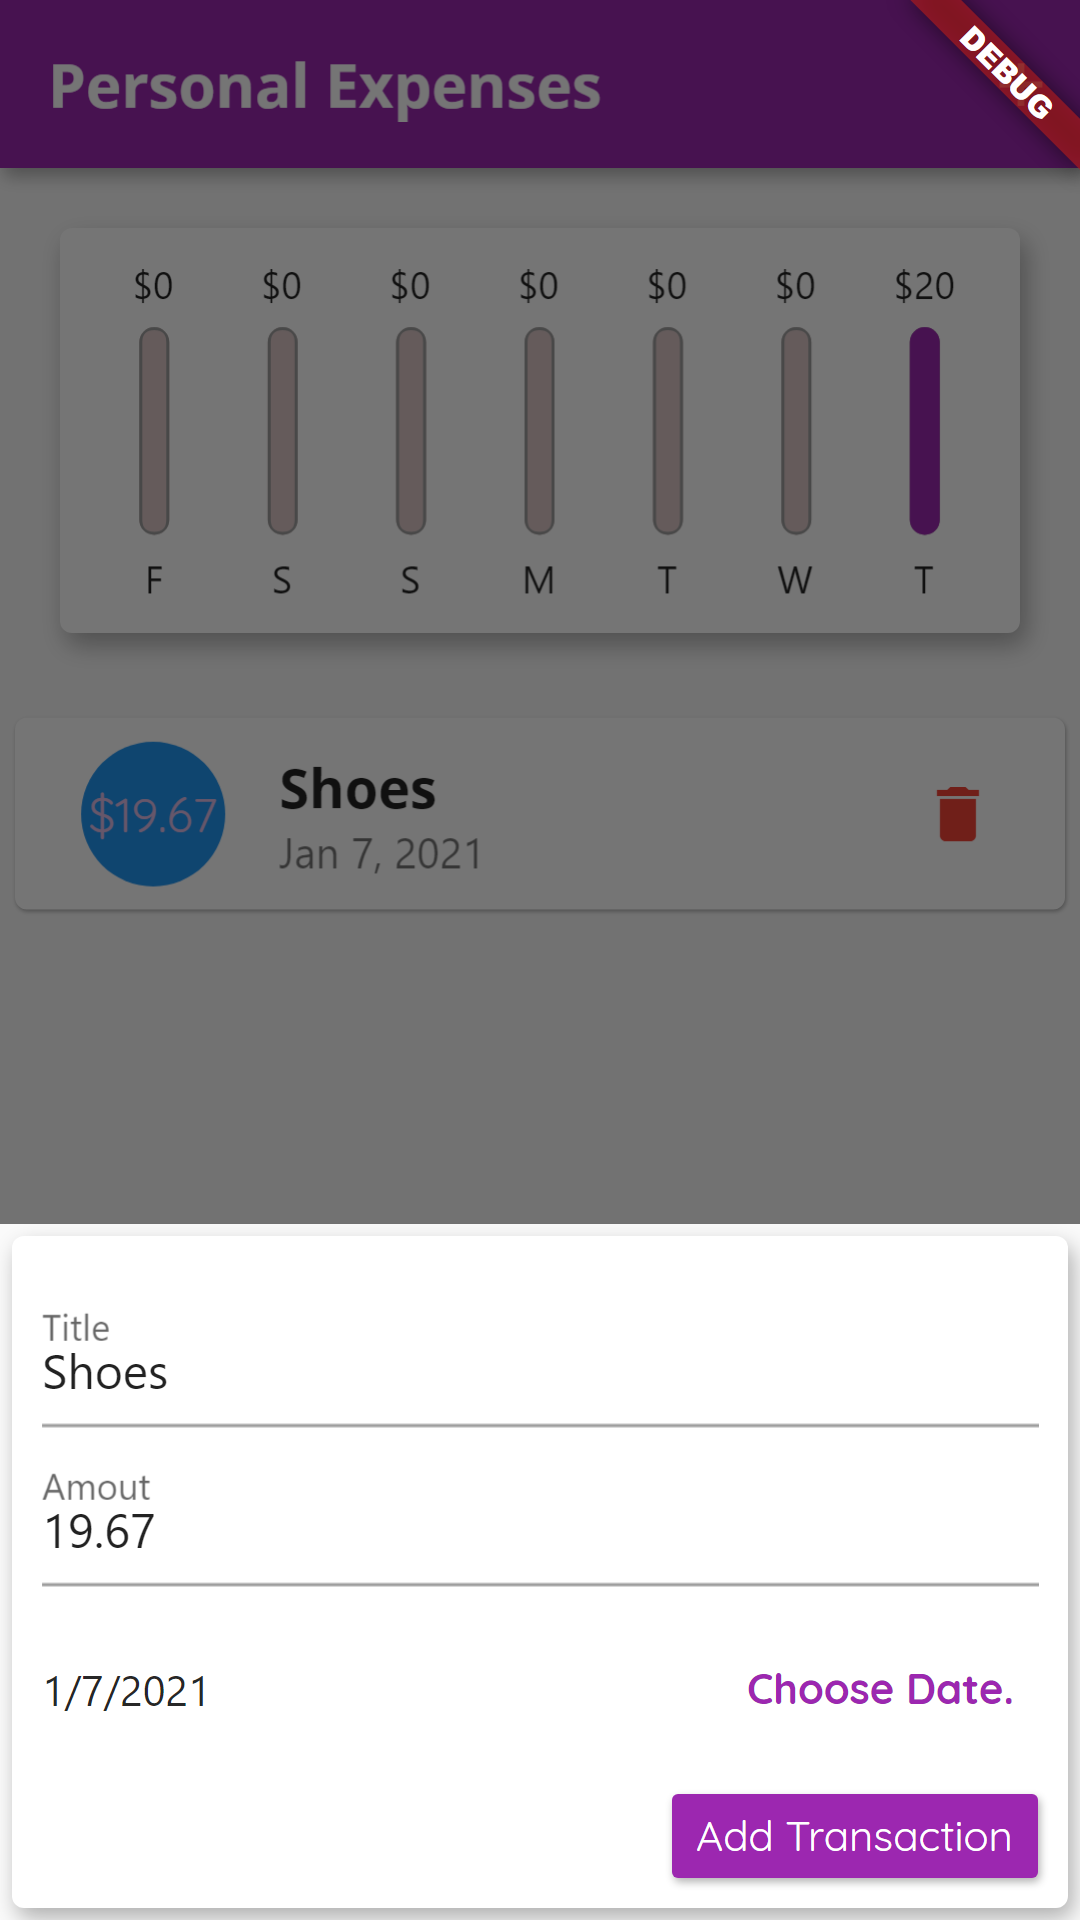 Personal Expenses
DEBUG
$0 $0 $0 $0 $0 $0 $20
F S S M T W T
$19.67
Shoes
Jan 7, 2021
Title
Shoes
Amout
19.67
1/7/2021 Choose Date.
Add Transaction